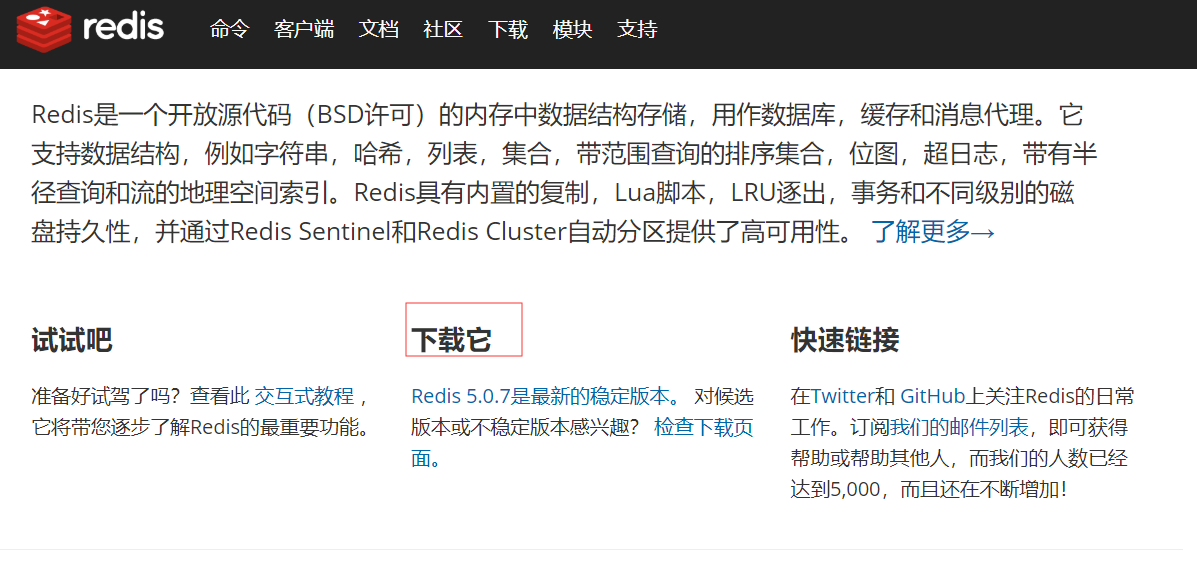 redis 命令 客户端 文档 社区 下载 模块 支持
Redis是一个开放源代码（BSD许可）的内存中数据结构存储，用作数据库，缓存和消息代理。它
支持数据结构，例如字符串，哈希，列表，集合，带范围查询的排序集合，位图，超日志，带有半
径查询和流的地理空间索引。Redis具有内置的复制，Lua脚本，LRU逐出，事务和不同级别的磁
盘持久性，并通过Redis Sentinel和Redis Cluster自动分区提供了高可用性。 了解更多→
试试吧
准备好试驾了吗？查看此 交互式教程 ，
它将带您逐步了解Redis的最重要功能。
下载它
Redis 5.0.7是最新的稳定版本。 对候选
版本或不稳定版本感兴趣？ 检查下载页
面。
快速链接
在Twitter和 GitHub上关注Redis的日常
工作。订阅我们的邮件列表，即可获得
帮助或帮助其他人，而我们的人数已经
达到5,000，而且还在不断增加！